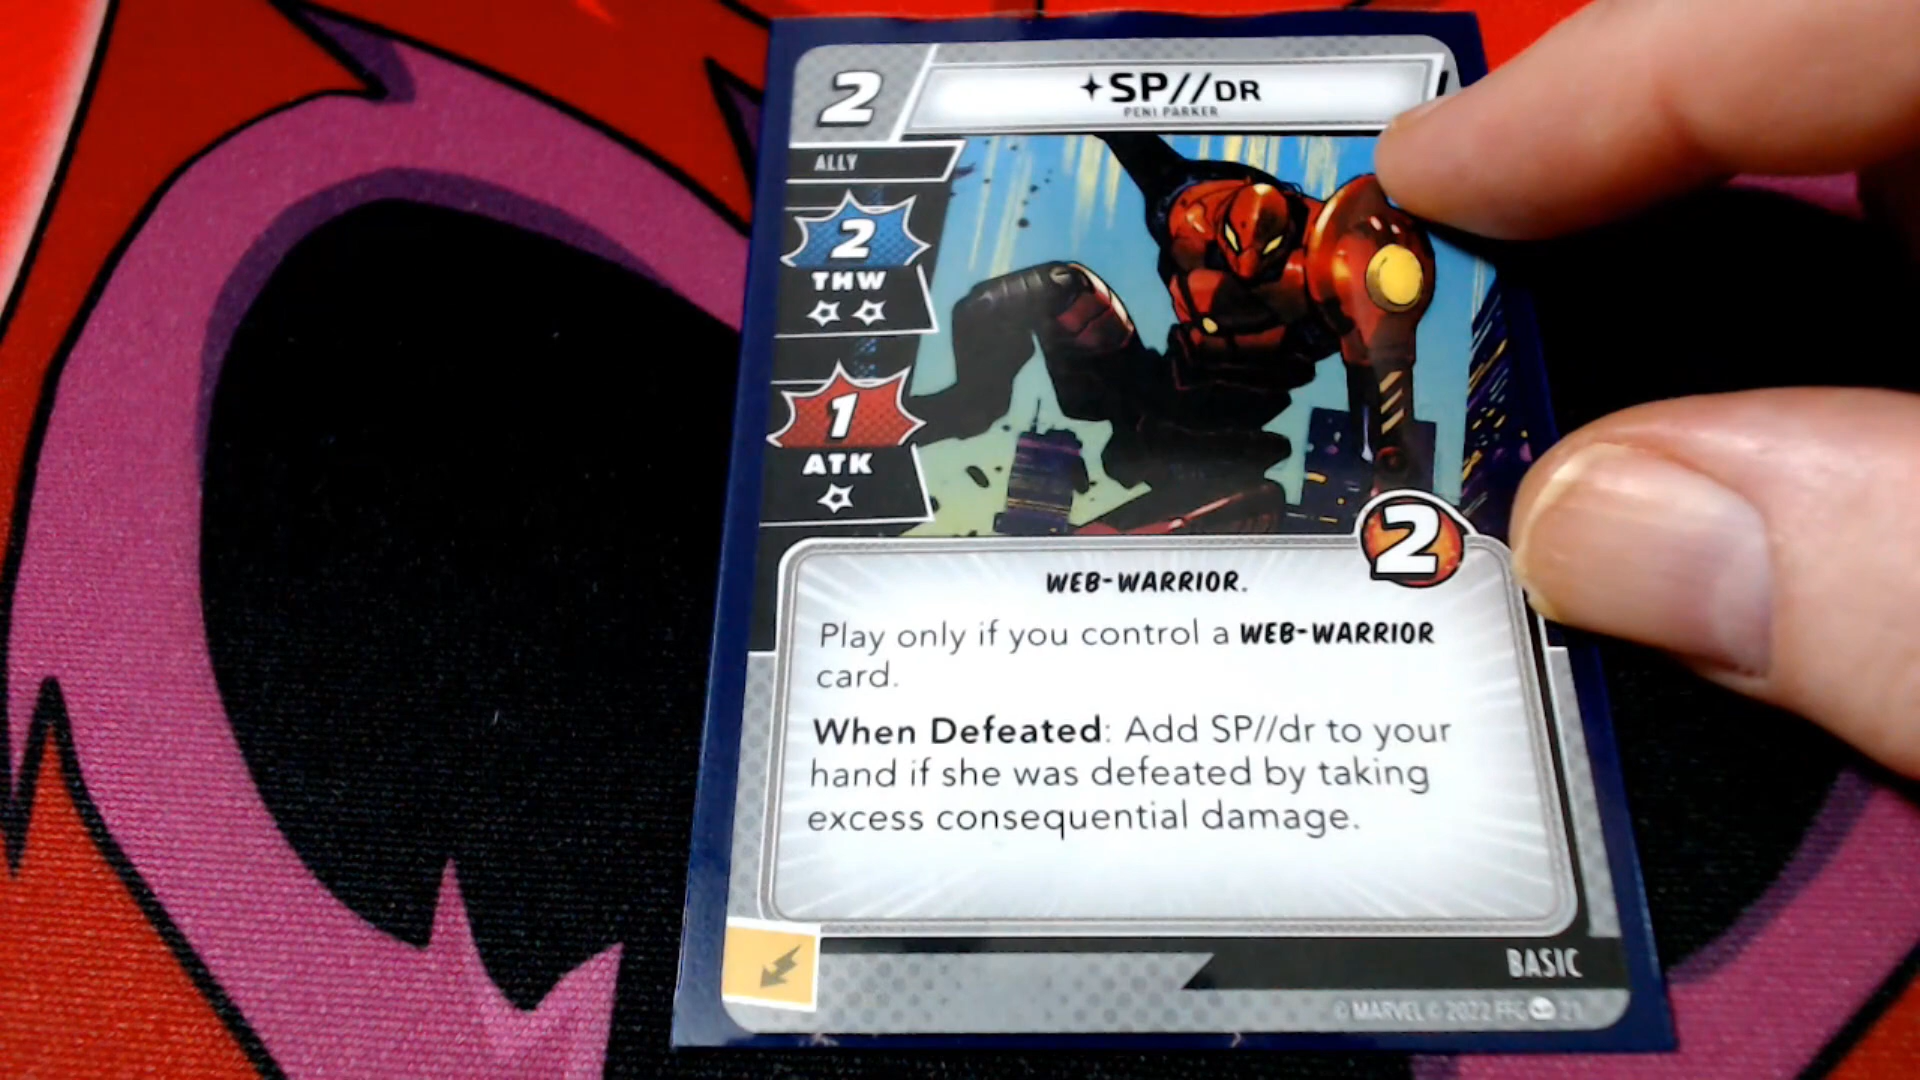 2
SP//DR
PENI PARKER
ALLY
2
THW
1
ATK
2
WEB-WARRIOR.
Play only if you control a WEB-WARRIOR
card.
When Defeated: Add SP//dr to your
hand if she was defeated by taking
excess consequential damage.
BASIC
© MARVEL © 2022 FFG 21